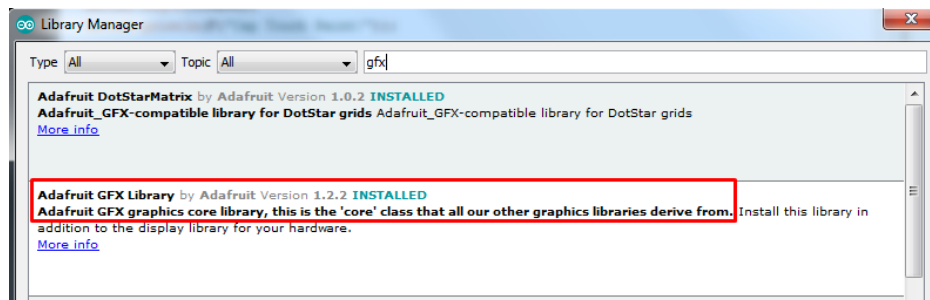 Library Manager
Type All Topic All gfx
Adafruit DotStarMatrix by Adafruit Version 1.0.2 INSTALLED
Adafruit_GFX-compatible library for DotStar grids Adafruit_GFX-compatible library for DotStar grids
More info
Adafruit GFX Library by Adafruit Version 1.2.2 INSTALLED
Adafruit GFX graphics core library, this is the 'core' class that all our other graphics libraries derive from. Install this library in
addition to the display library for your hardware.
More info